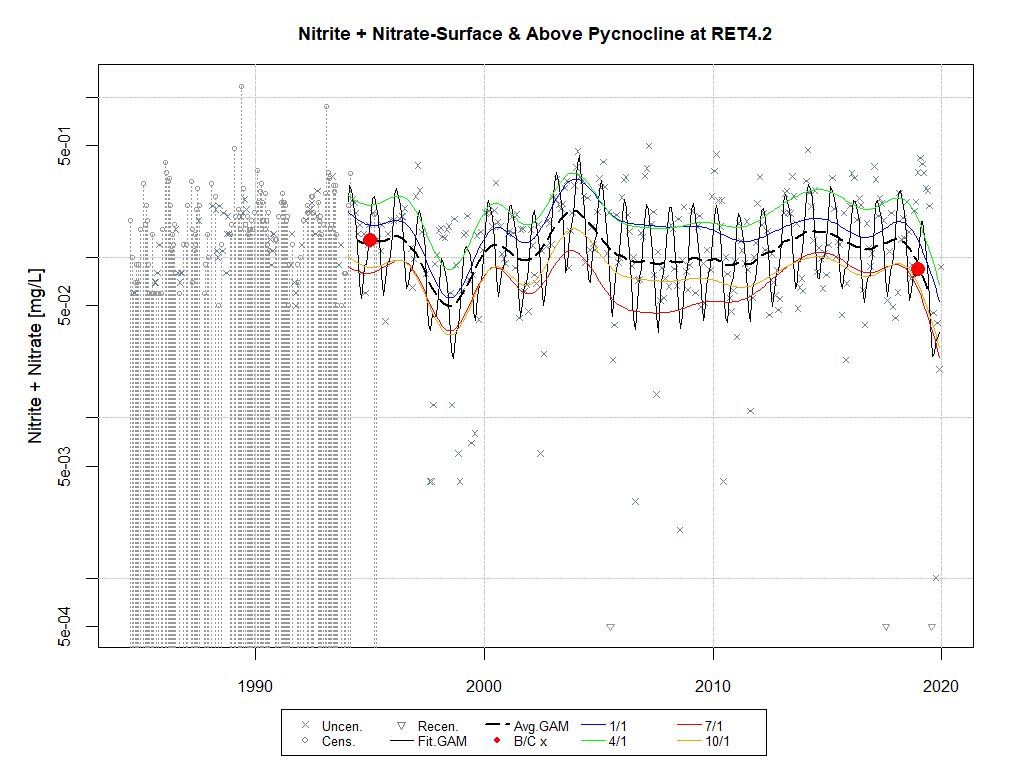 Nitrite + Nitrate-Surface & Above Pycnocline at RET4.2
Nitrite + Nitrate [mg/L]
5e-01
5e-02
5e-03
5e-04
1990 2000 2010 2020
Uncen. Recen. Avg.GAM 1/1 7/1
Cens. Fit.GAM B/C x 4/1 10/1